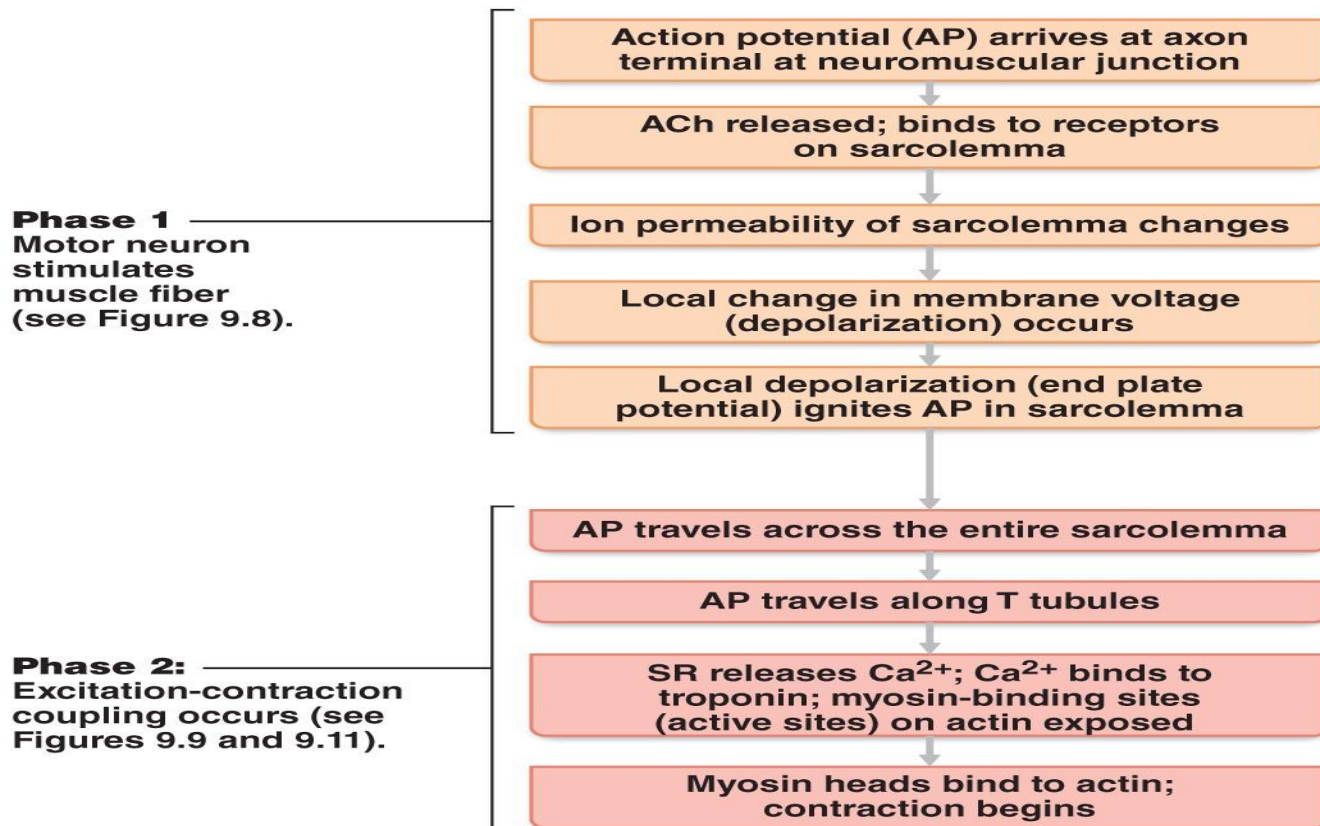 Action potential (AP) arrives at axon
terminal at neuromuscular junction
ACh released; binds to receptors
on sarcolemma
Phase 1
Motor neuron
stimulates
muscle fiber
(see Figure 9.8).
Ion permeability of sarcolemma changes
Local change in membrane voltage
(depolarization) occurs
Local depolarization (end plate
potential) ignites AP in sarcolemma
AP travels across the entire sarcolemma
AP travels along T tubules
Phase 2:
Excitation-contraction
coupling occurs (see
Figures 9.9 and 9.11).
SR releases Ca²⁺; Ca²⁺ binds to
troponin; myosin-binding sites
(active sites) on actin exposed
Myosin heads bind to actin;
contraction begins